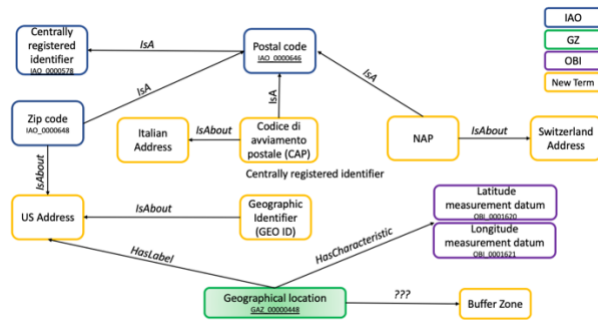 IAO
GZ
OBI
New Term
Centrally
registered
identifier
IAO_0000578
IsA
Postal code
IAO_0000646
IsA
IsA
IsA
Zip code
IAO_0000648
Italian
Address
IsAbout
Codice di
avviamento
postale (CAP)
NAP
IsAbout
Switzerland
Address
Centrally registered identifier
IsAbout
US Address
IsAbout
Geographic
Identifier
(GEO ID)
Latitude
measurement datum
OBI_0001620
Longitude
measurement datum
OBI_0001621
HasLabel
HasCharacteristic
Geographical location
GAZ_00000448
???
Buffer Zone